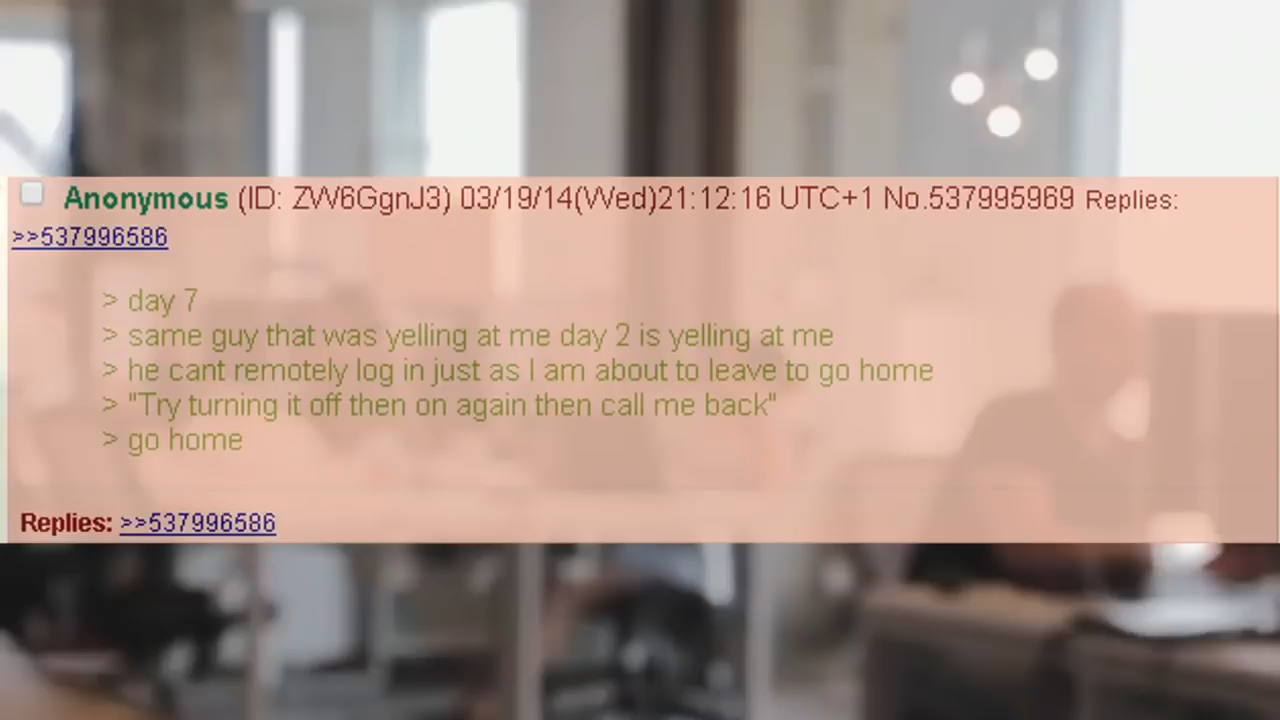 Anonymous (ID: ZW6GgnJ3) 03/19/14(Wed)21:12:16 UTC+1 No.537995969 Replies:
>>537996586
> day 7
> same guy that was yelling at me day 2 is yelling at me
> he cant remotely log in just as I am about to leave to go home
> "Try turning it off then on again then call me back"
> go home
Replies: >>537996586